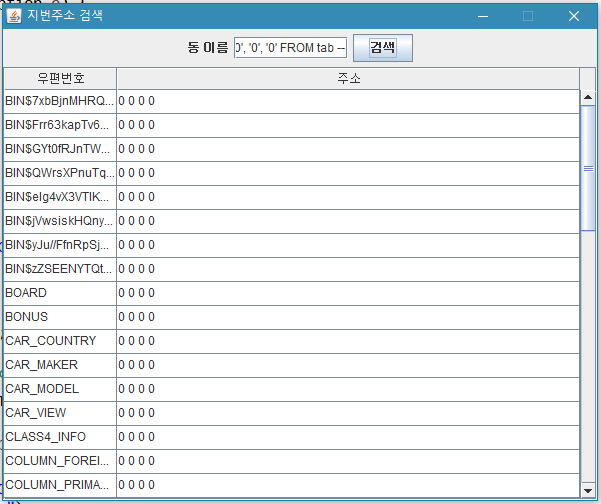 지번주소 검색
동 이름 0', '0', '0' FROM tab -- 검색
우편번호 주소
BIN$7xbBjnMHRQ... 0 0 0 0
BIN$Frr63kapTv6... 0 0 0 0
BIN$GYt0fRJnTW... 0 0 0 0
BIN$QWrsXPnuTq... 0 0 0 0
BIN$eIg4vX3VTIK... 0 0 0 0
BIN$jVwsiskHQny... 0 0 0 0
BIN$yJu//FfnRpSj... 0 0 0 0
BIN$zZSEENYTQt... 0 0 0 0
BOARD 0 0 0 0
BONUS 0 0 0 0
CAR_COUNTRY 0 0 0 0
CAR_MAKER 0 0 0 0
CAR_MODEL 0 0 0 0
CAR_VIEW 0 0 0 0
CLASS4_INFO 0 0 0 0
COLUMN_FOREI... 0 0 0 0
COLUMN_PRIMA... 0 0 0 0